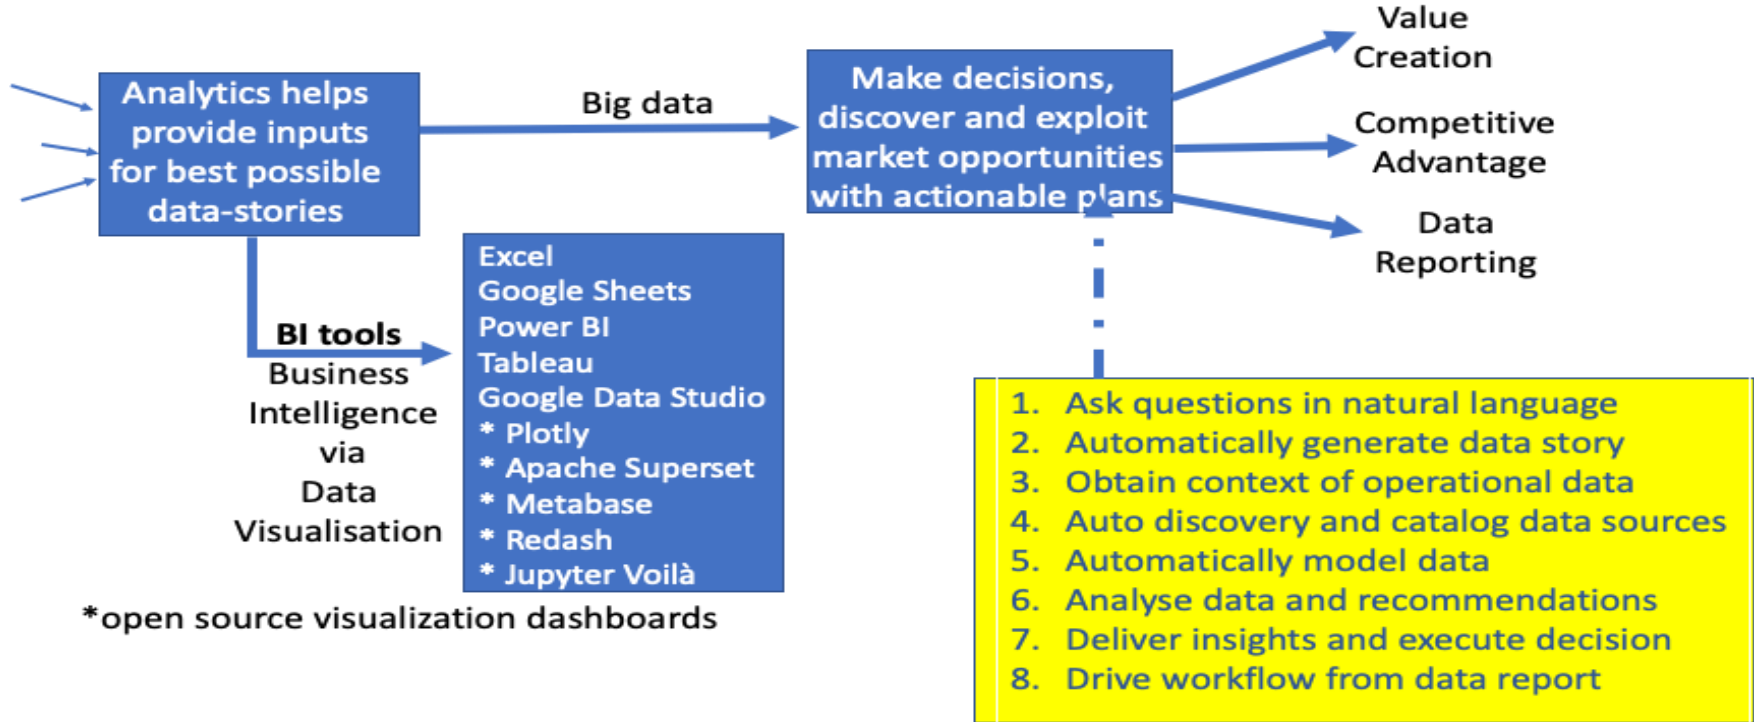 Analytics helps
provide inputs
for best possible
data-stories
Big data
Make decisions,
discover and exploit
market opportunities
with actionable plans
Value
Creation
Competitive
Advantage
Data
Reporting
BI tools
Business
Intelligence
via
Data
Visualisation
Excel
Google Sheets
Power BI
Tableau
Google Data Studio
* Plotly
* Apache Superset
* Metabase
* Redash
* Jupyter Voilà
*open source visualization dashboards
1. Ask questions in natural language
2. Automatically generate data story
3. Obtain context of operational data
4. Auto discovery and catalog data sources
5. Automatically model data
6. Analyse data and recommendations
7. Deliver insights and execute decision
8. Drive workflow from data report